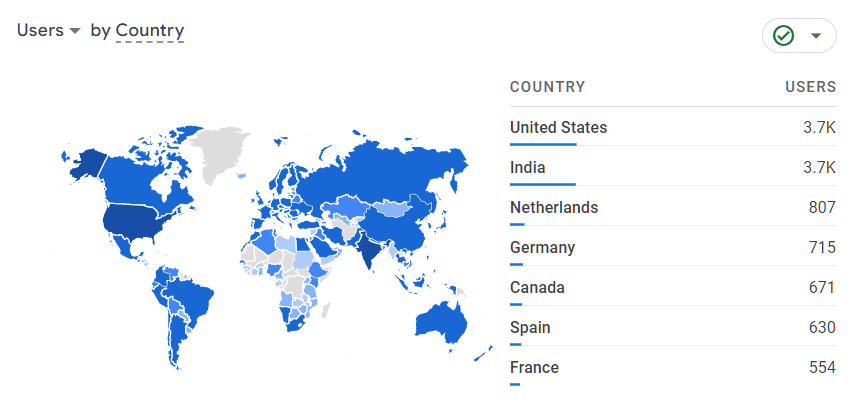 Users by Country
COUNTRY USERS
United States 3.7K
India 3.7K
Netherlands 807
Germany 715
Canada 671
Spain 630
France 554